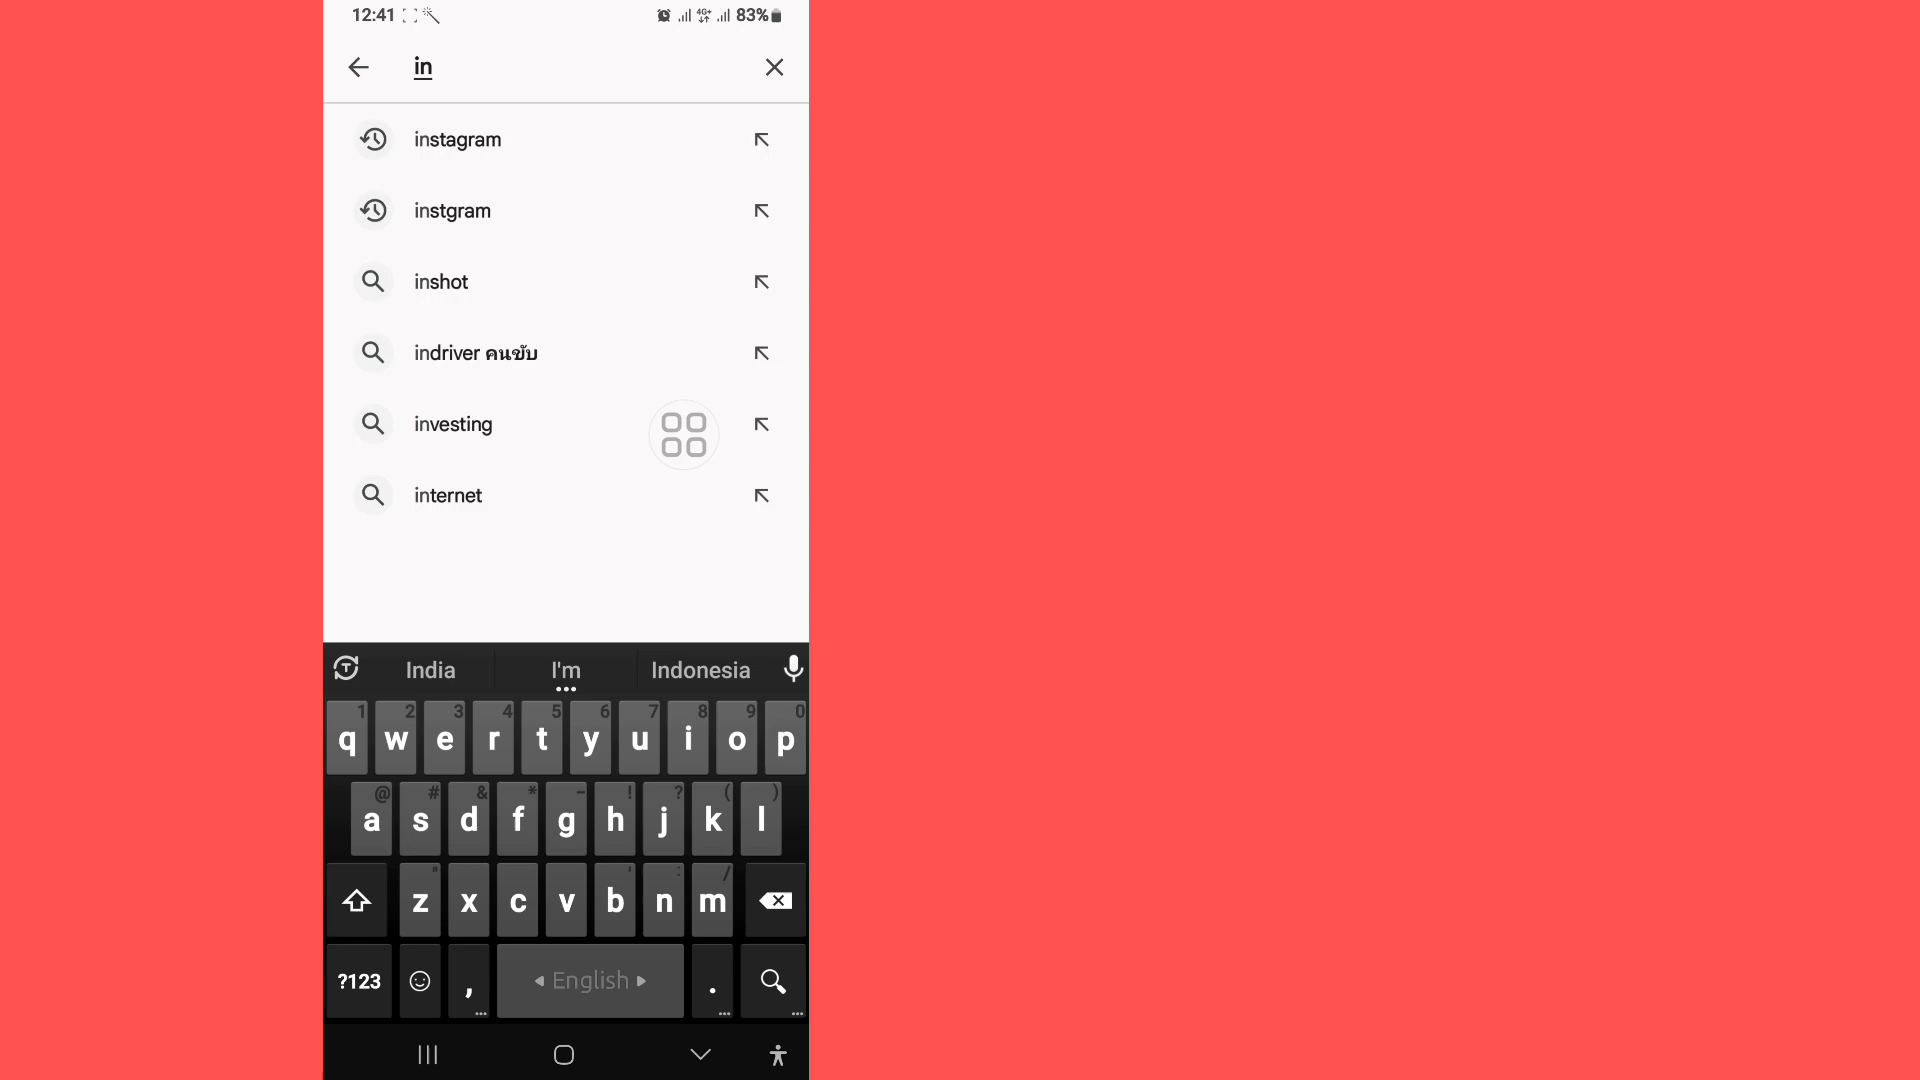 12:41 4G+ 83%
in
instagram
instgram
inshot
indriver คนขับ
investing
internet
India I'm Indonesia
1 2 3 4 5 6 7 8 9 0
q w e r t y u i o p
@ # & * - ! ? ( )
a s d f g h j k l
" ' : /
z x c v b n m
?123 , English .